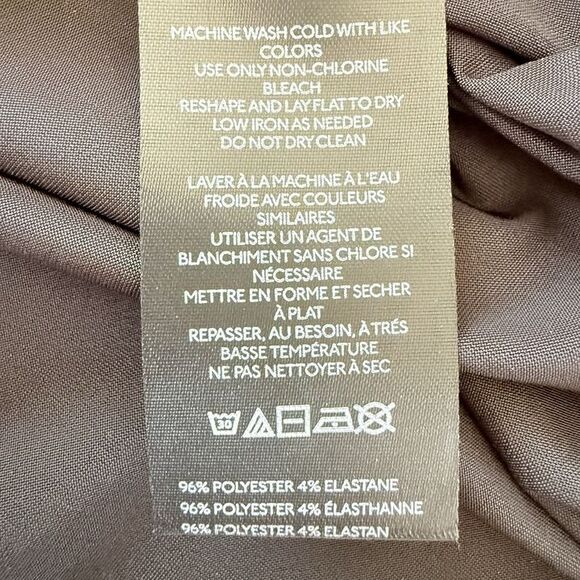 MACHINE WASH COLD WITH LIKE
COLORS
USE ONLY NON-CHLORINE
BLEACH
RESHAPE AND LAY FLAT TO DRY
LOW IRON AS NEEDED
DO NOT DRY CLEAN
LAVER À LA MACHINE À L'EAU
FROIDE AVEC COULEURS
SIMILAIRES
UTILISER UN AGENT DE
BLANCHIMENT SANS CHLORE SI
NÉCESSAIRE
METTRE EN FORME ET SECHER
À PLAT
REPASSER, AU BESOIN, À TRÉS
BASSE TEMPÉRATURE
NE PAS NETTOYER À SEC
30
96% POLYESTER 4% ELASTANE
96% POLYESTER 4% ÉLASTHANNE
96% POLYESTER 4% ELASTAN